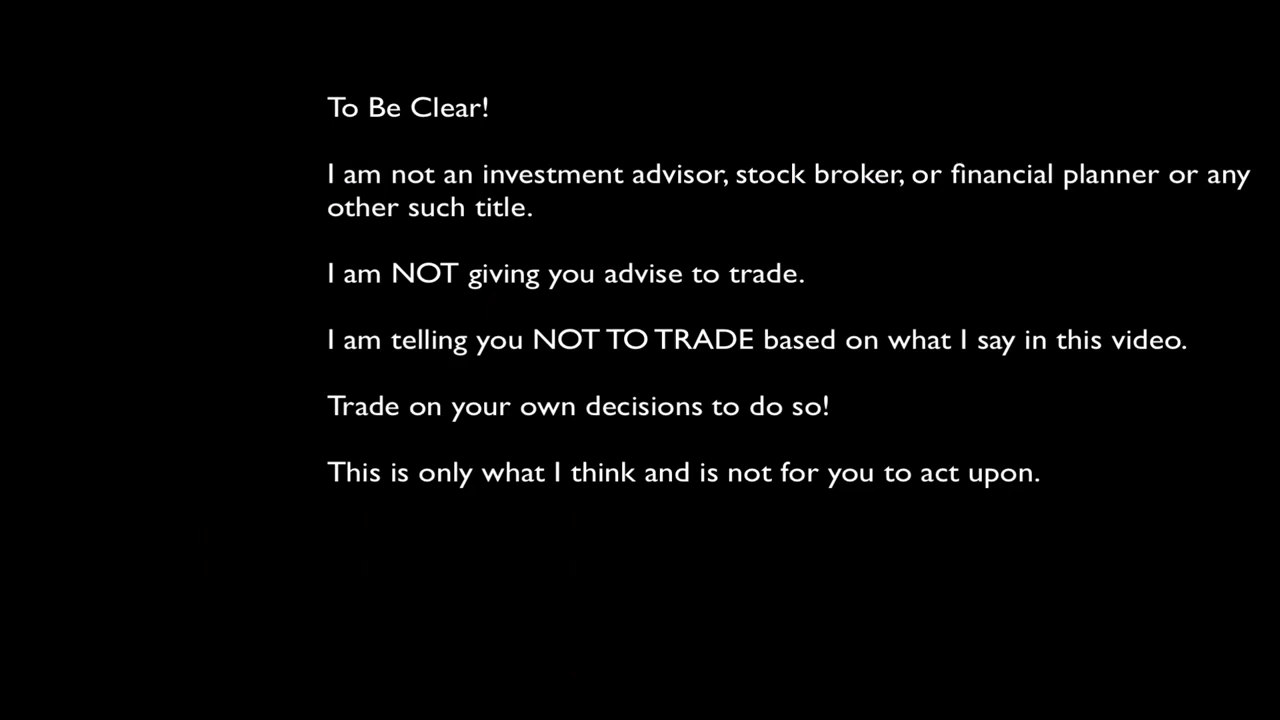 To Be Clear!
I am not an investment advisor, stock broker, or financial planner or any
other such title.
I am NOT giving you advise to trade.
I am telling you NOT TO TRADE based on what I say in this video.
Trade on your own decisions to do so!
This is only what I think and is not for you to act upon.